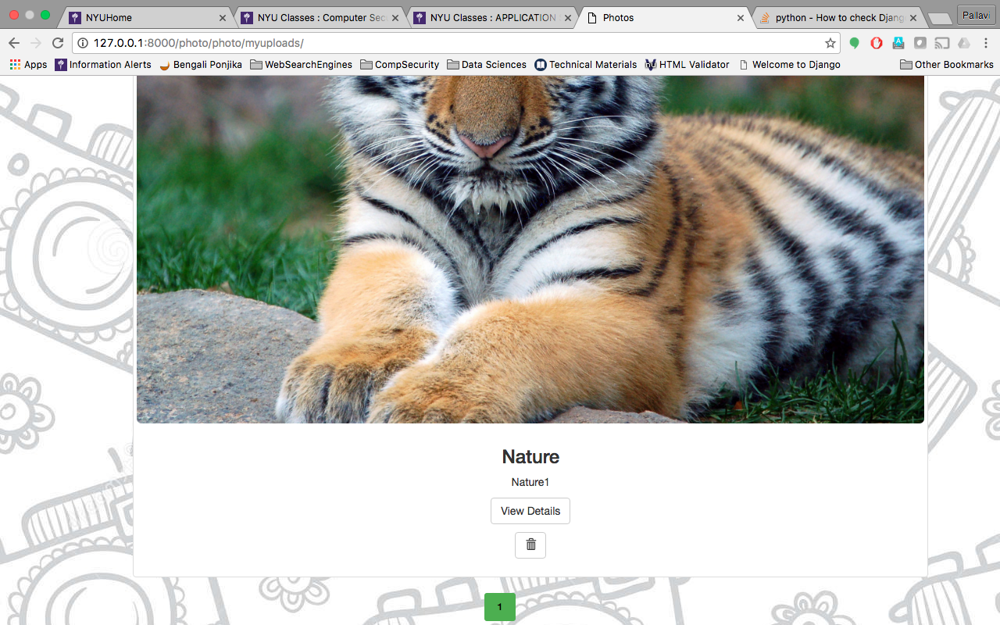 NYUHome
NYU Classes : Computer Sec
NYU Classes : APPLICATION
Photos
python - How to check Djang
Pallavi
127.0.0.1:8000/photo/photo/myuploads/
Apps
Information Alerts
Bengali Ponjika
WebSearchEngines
CompSecurity
Data Sciences
Technical Materials
HTML Validator
Welcome to Django
Other Bookmarks
Nature
Nature1
View Details
1